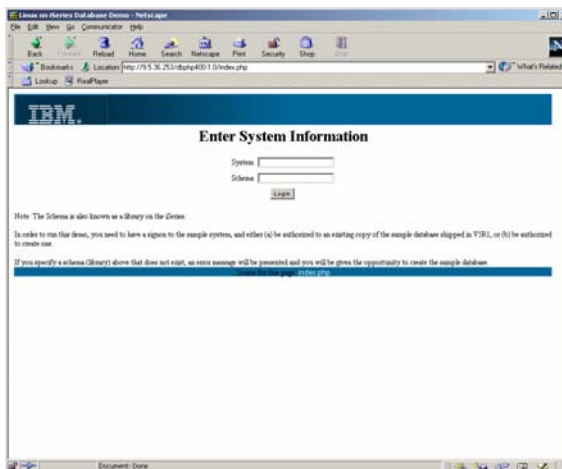 Linux on iSeries Database Demo - Netscape
File Edit View Go Communicator Help
Back Forward Reload Home Search Netscape Print Security Shop Stop
Bookmarks Location: http://9.5.36.253/dbphp400-1.0/index.php What's Related
Lookup RealPlayer
IBM.
Enter System Information
System
Schema
Login
Note: The Schema is also known as a library on the iSeries.
In order to run this demo, you need to have a signon to the sample system, and either (a) be authorized to an existing copy of the sample database shipped in V5R1, or (b) be authorized
to create one.
If you specify a schema (library) above that does not exist, an error message will be presented and you will be given the opportunity to create the sample database.
Source for this page: index.php
Document: Done